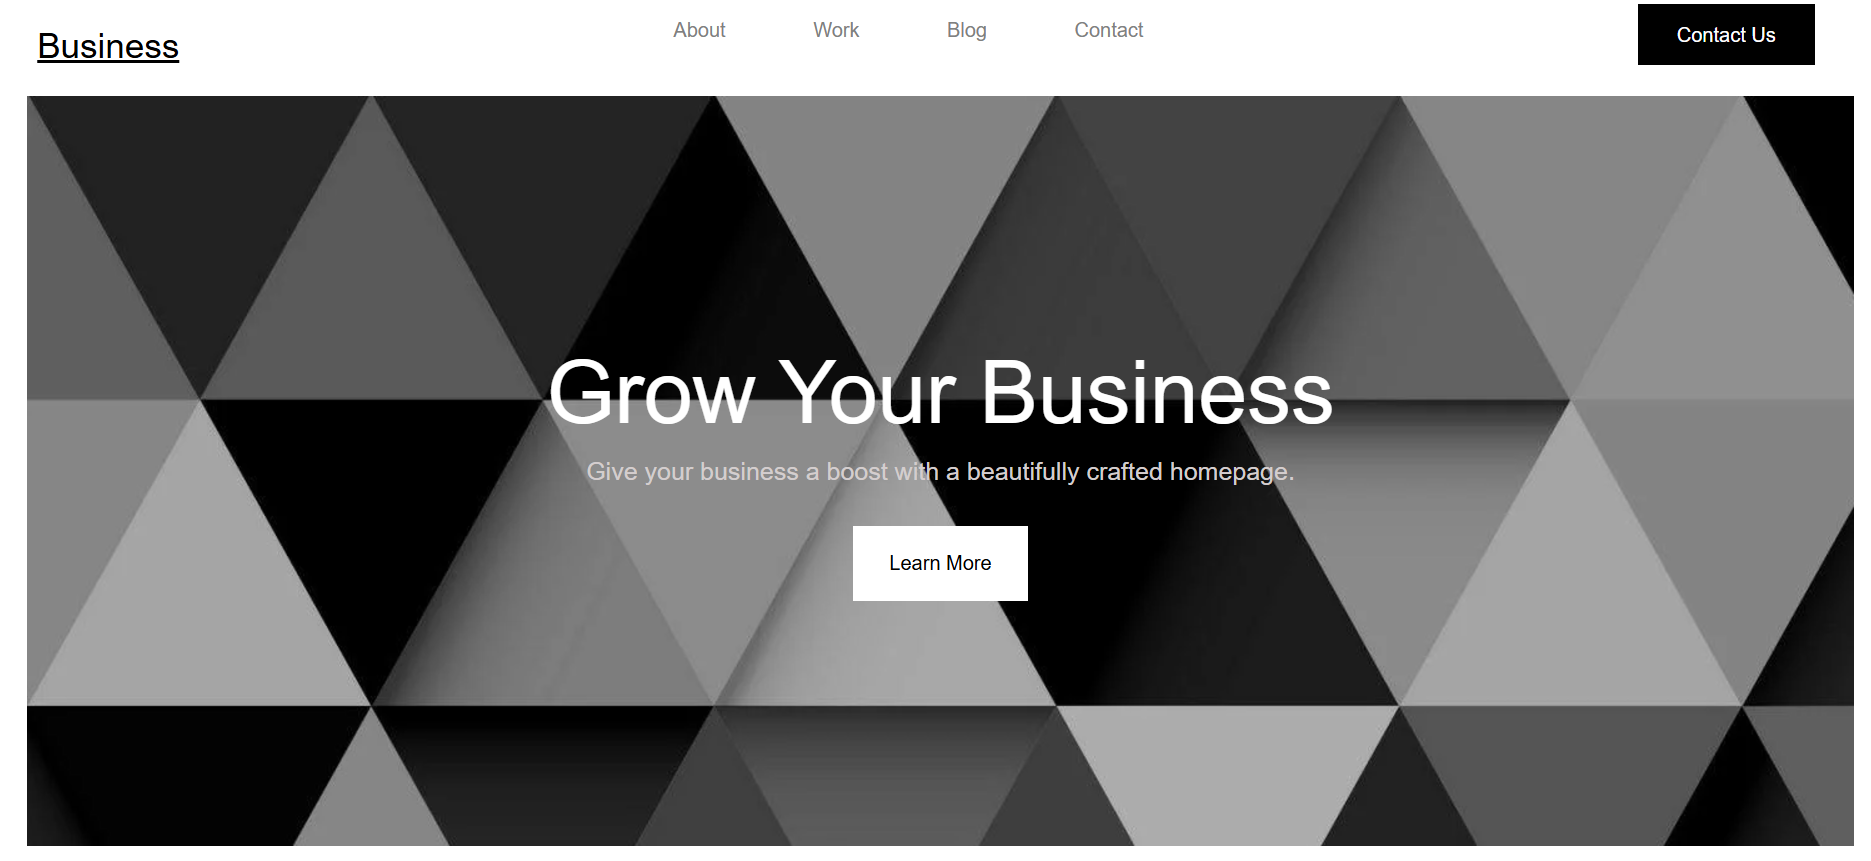 Business
About
Work
Blog
Contact
Contact Us
Grow Your Business
Give your business a boost with a beautifully crafted homepage.
Learn More